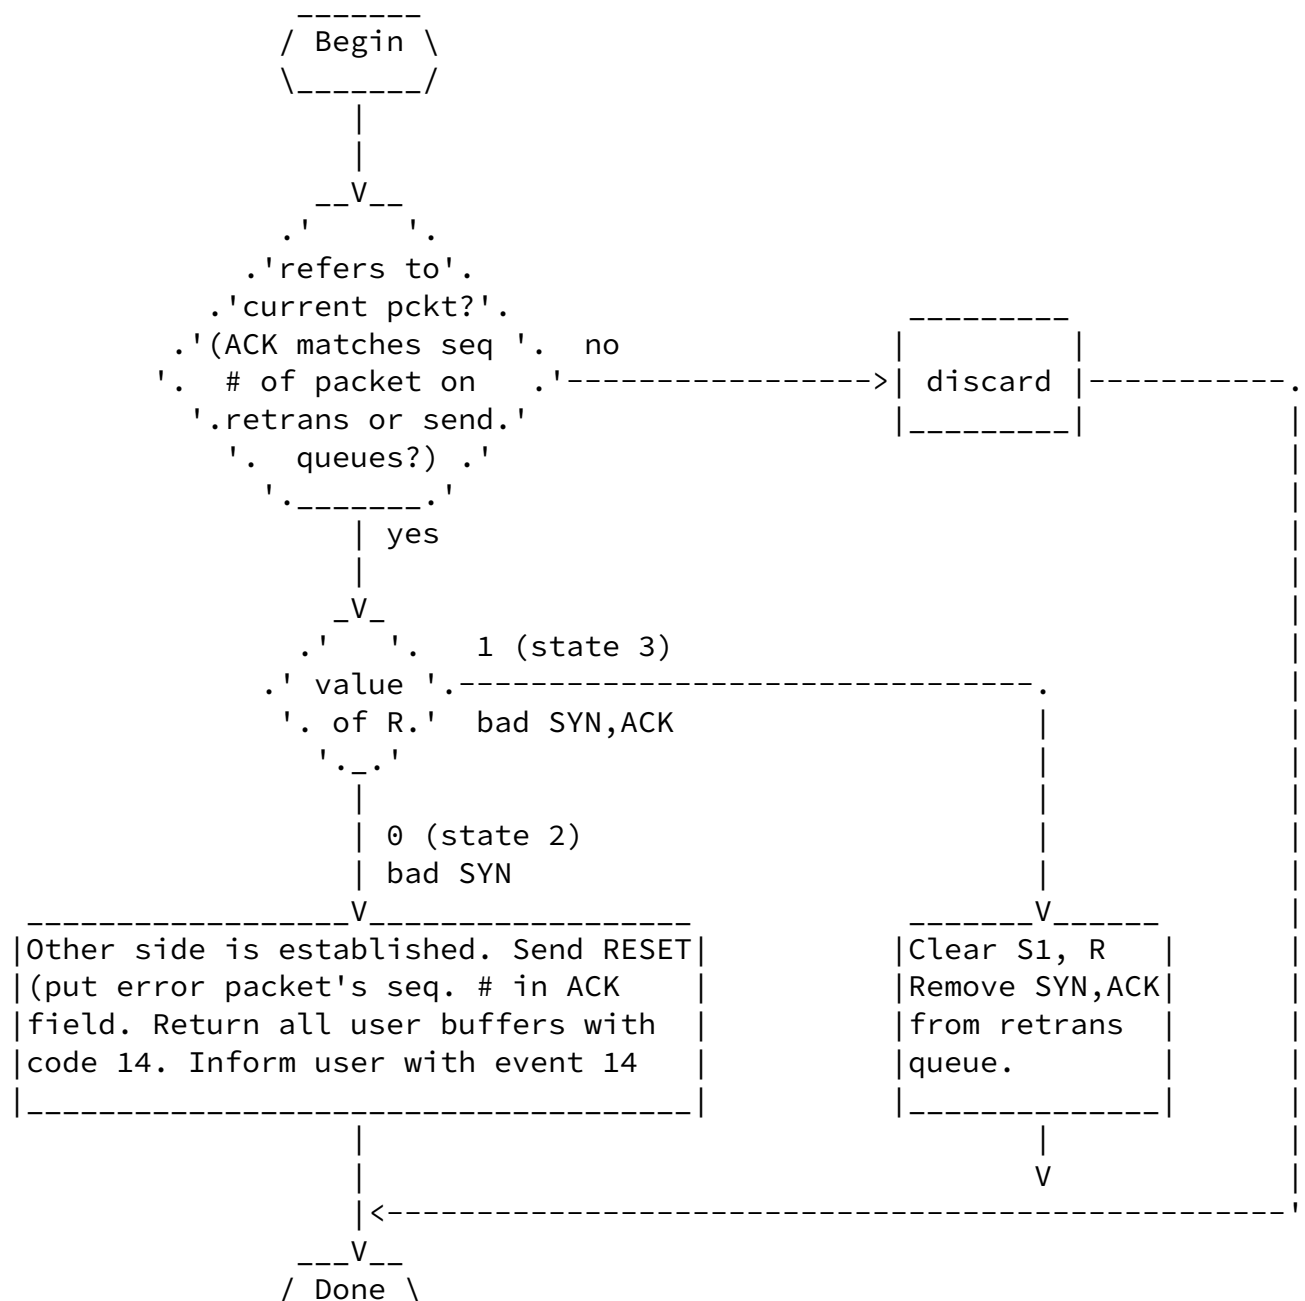 Begin
refers to
current pckt?
(ACK matches seq
no
# of packet on
discard
retrans or send
queues?)
yes
1 (state 3)
value
of R.
bad SYN,ACK
0 (state 2)
bad SYN
Other side is established. Send RESET
(put error packet's seq. # in ACK
field. Return all user buffers with
code 14. Inform user with event 14
Clear S1, R
Remove SYN,ACK
from retrans
queue.
Done